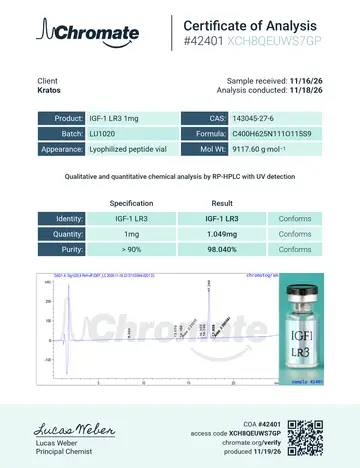 Chromate
Certificate of Analysis
#42401 XCH8QEUWS7GP
Client
Kratos
Sample received: 11/16/26
Analysis conducted: 11/18/26
Product: IGF-1 LR3 1mg
CAS: 143045-27-6
Batch: LU1020
Formula: C400H625N111O115S9
Appearance: Lyophilized peptide vial
Mol Wt: 9117.60 g·mol⁻¹
Qualitative and quantitative chemical analysis by RP-HPLC with UV detection
Specification Result
Identity: IGF-1 LR3 IGF-1 LR3 Conforms
Quantity: 1mg 1.049mg Conforms
Purity: > 90% 98.040% Conforms
Chromate
IGF1
LR3
sample 42401
Lucas Weber
Lucas Weber
Principal Chemist
COA #42401
access code XCH8QEUWS7GP
chromate.org/verify
produced 11/19/26